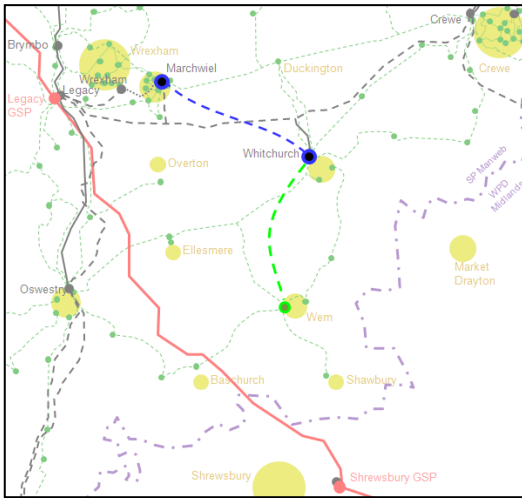 Crewe
Brymbo
Wrexham
Marchwiel
Duckington
Crewe
Wrexham
Legacy
Legacy
GSP
Whitchurch
SP Manweb
WPD
Midlands
Overton
Ellesmere
Market
Drayton
Oswestry
Wem
Baschurch
Shawbury
Shrewsbury
Shrewsbury GSP